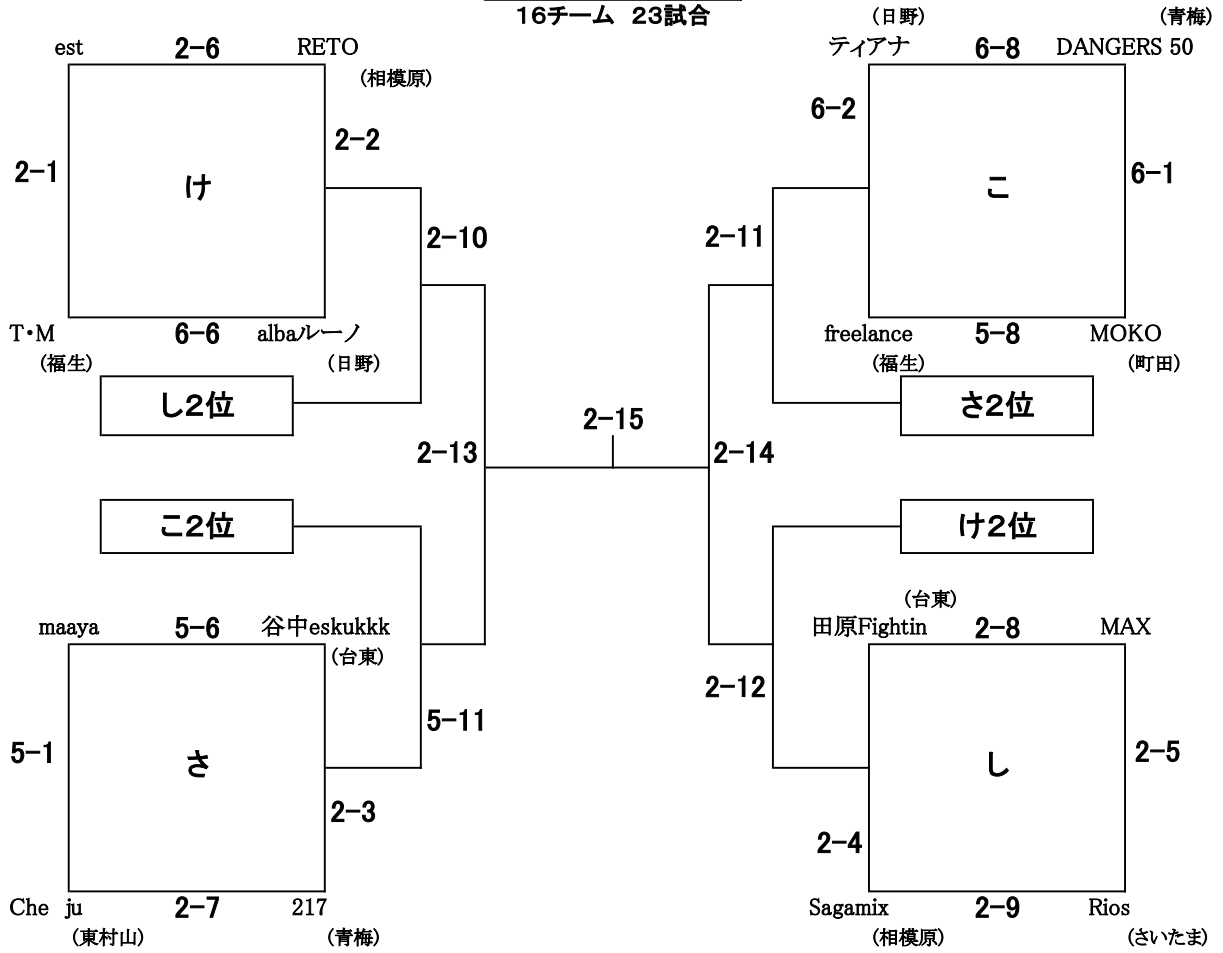 16チーム 23試合
(日野) (青梅)
est 2-6 RETO
ティアナ 6-8 DANGERS 50
(相模原)
6-2
2-2
2-1 け
こ 6-1
2-10
2-11
T・M 6-6 albaルーノ
freelance 5-8 MOKO
(福生) (日野)
(福生) (町田)
し2位
さ2位
2-15
2-13
2-14
こ2位
け2位
(台東)
maaya 5-6 谷中eskukkk
田原Fightin 2-8 MAX
(台東)
2-12
5-11
5-1 さ
し 2-5
2-3
2-4
Che ju 2-7 217
Sagamix 2-9 Rios
(東村山) (青梅)
(相模原) (さいたま)